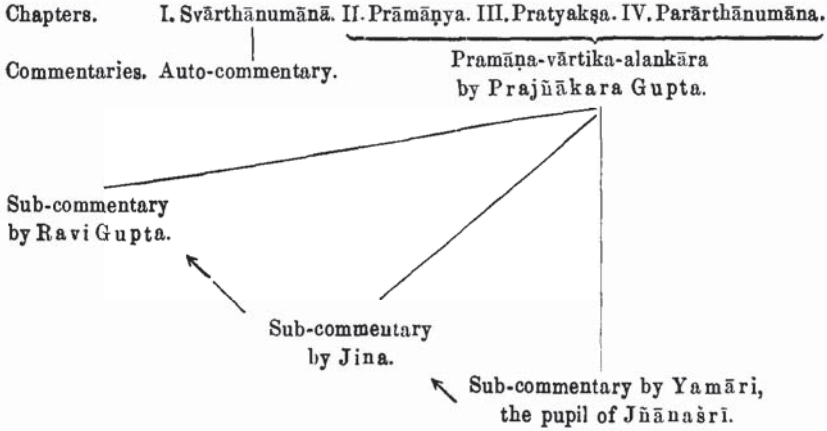 Chapters. I. Svārthānumānā. II. Prāmāṇya. III. Pratyakṣa. IV. Parārthānumāna.
Commentaries. Auto-commentary.
Pramāṇa-vārtika-alankāra
by Prajñākara Gupta.
Sub-commentary
by Ravi Gupta.
Sub-commentary
by Jina.
Sub-commentary by Yamāri,
the pupil of Jñānaśrī.